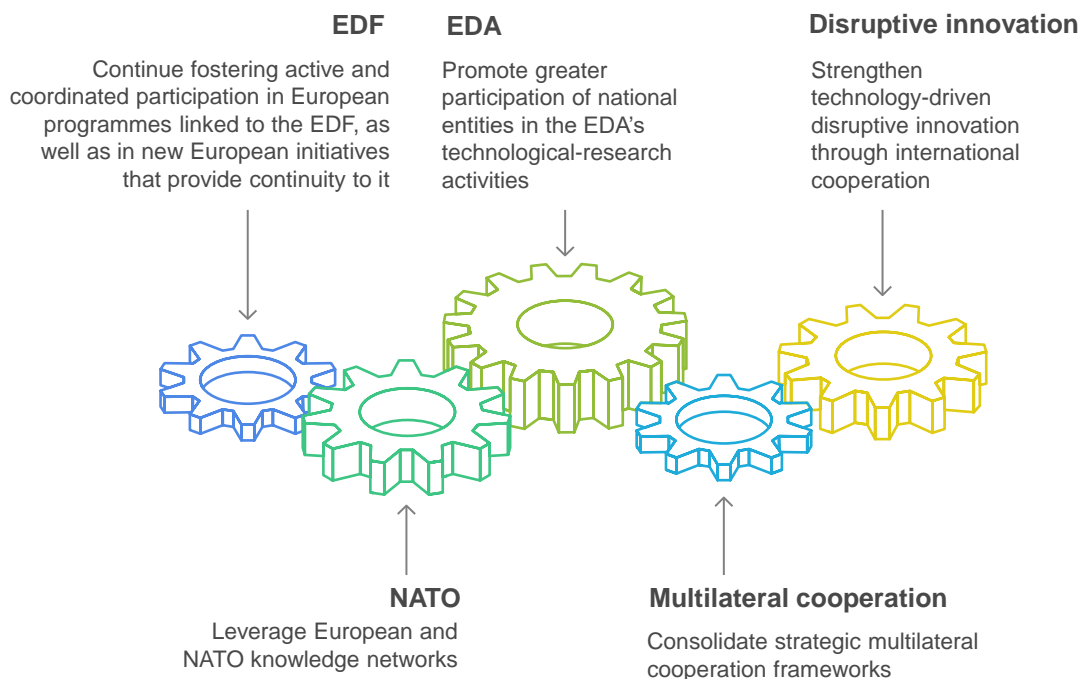 EDF
Continue fostering active and
coordinated participation in European
programmes linked to the EDF, as
well as in new European initiatives
that provide continuity to it
EDA
Promote greater
participation of national
entities in the EDA’s
technological-research
activities
Disruptive innovation
Strengthen
technology-driven
disruptive innovation
through international
cooperation
NATO
Leverage European and
NATO knowledge networks
Multilateral cooperation
Consolidate strategic multilateral
cooperation frameworks